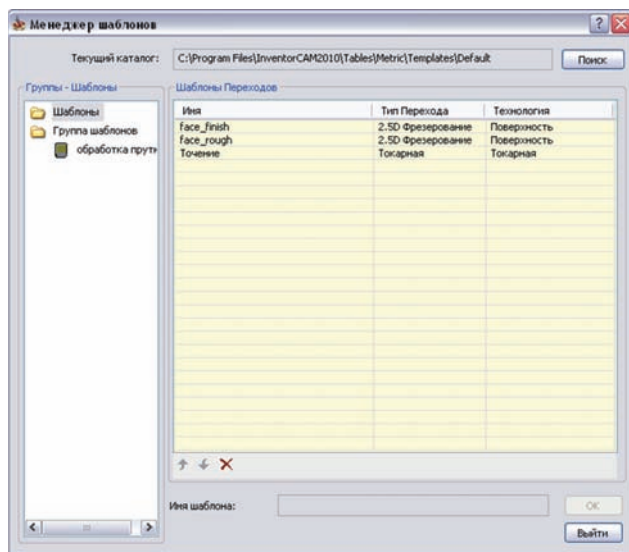 Менеджер шаблонов
Текущий каталог: C:\Program Files\InventorCAM2010\Tables\Metric\Templates\Default Поиск
Группы - Шаблоны
Шаблоны
Группа шаблонов
обработка прутк
Шаблоны Переходов
Имя Тип Перехода Технология
face_finish 2.5D Фрезерование Поверхность
face_rough 2.5D Фрезерование Поверхность
Точение Токарная Токарная
Имя шаблона: OK
Выйти